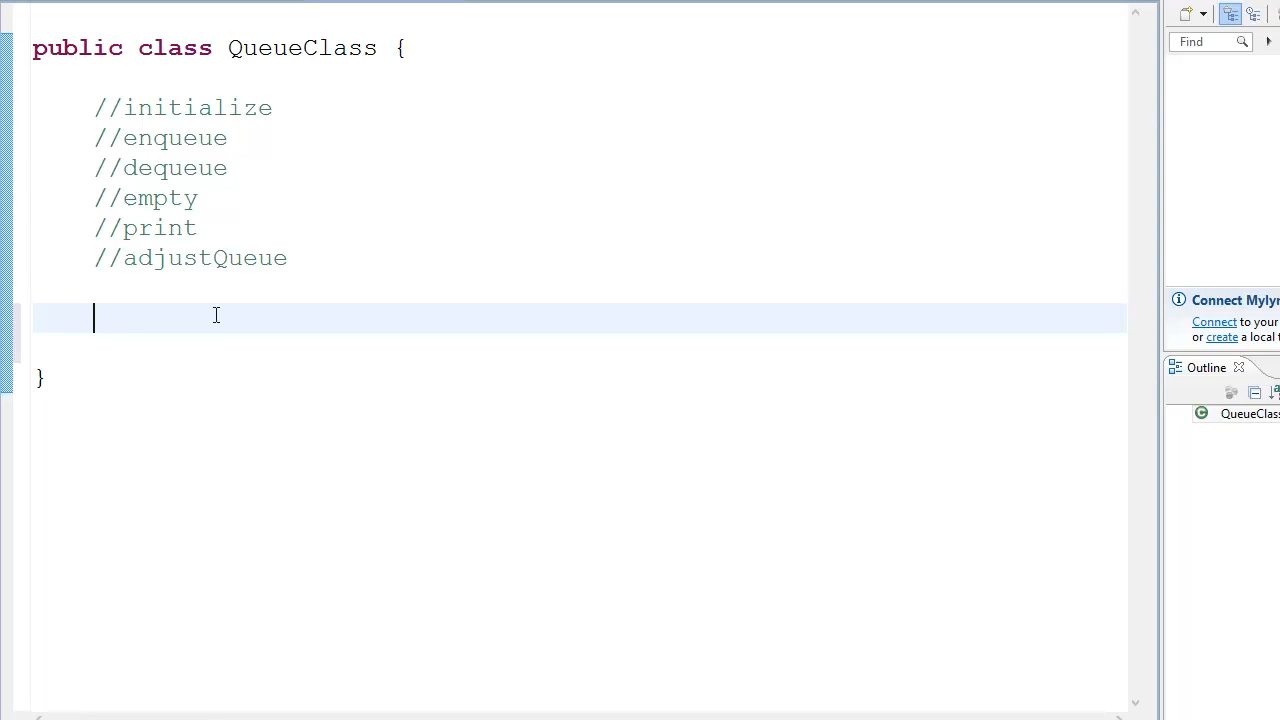 public class QueueClass {
//initialize
//enqueue
//dequeue
//empty
//print
//adjustQueue
}
Find
Connect Mylyn
Connect to your
or create a local
Outline
QueueClass